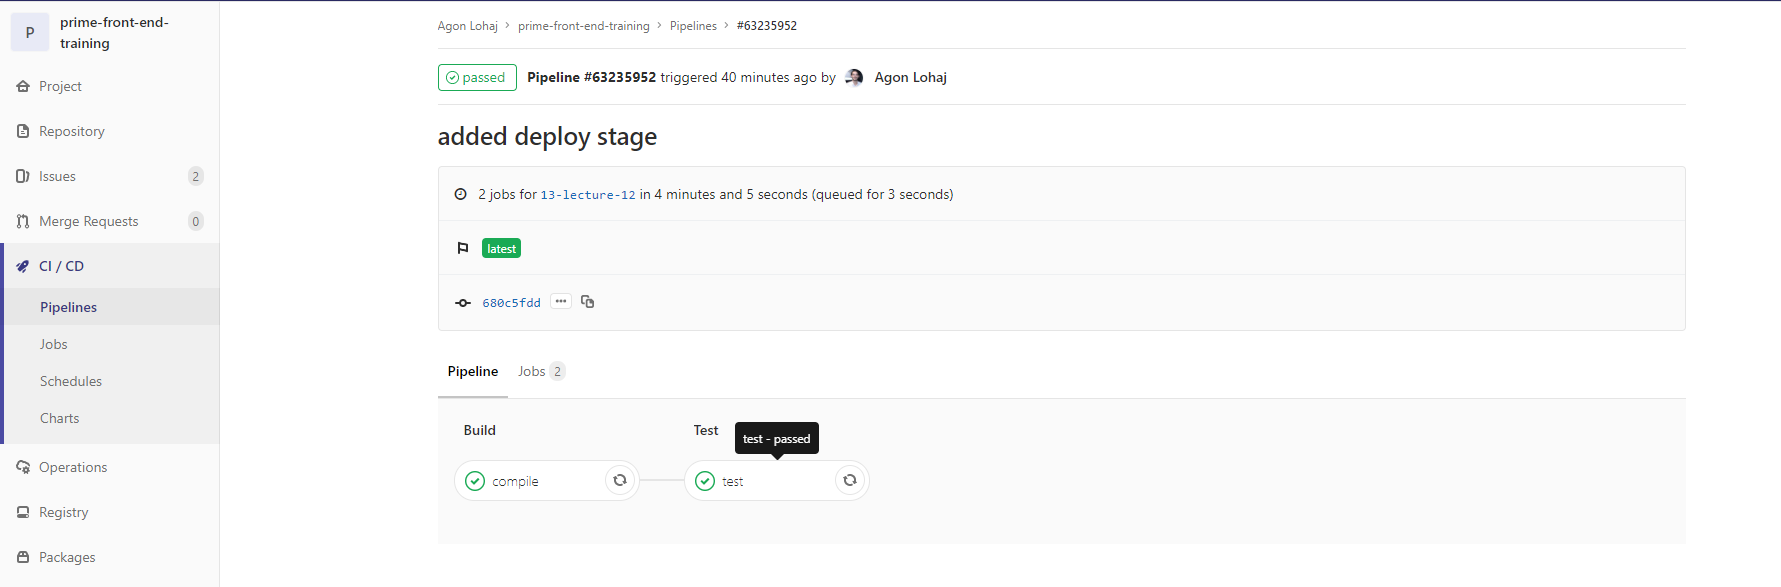 P
prime-front-end-
training
Project
Repository
Issues 2
Merge Requests 0
CI / CD
Pipelines
Jobs
Schedules
Charts
Operations
Registry
Packages
Agon Lohaj › prime-front-end-training › Pipelines › #63235952
passed Pipeline #63235952 triggered 40 minutes ago by Agon Lohaj
added deploy stage
2 jobs for 13-lecture-12 in 4 minutes and 5 seconds (queued for 3 seconds)
latest
680c5fdd ...
Pipeline Jobs 2
Build Test
test - passed
compile test